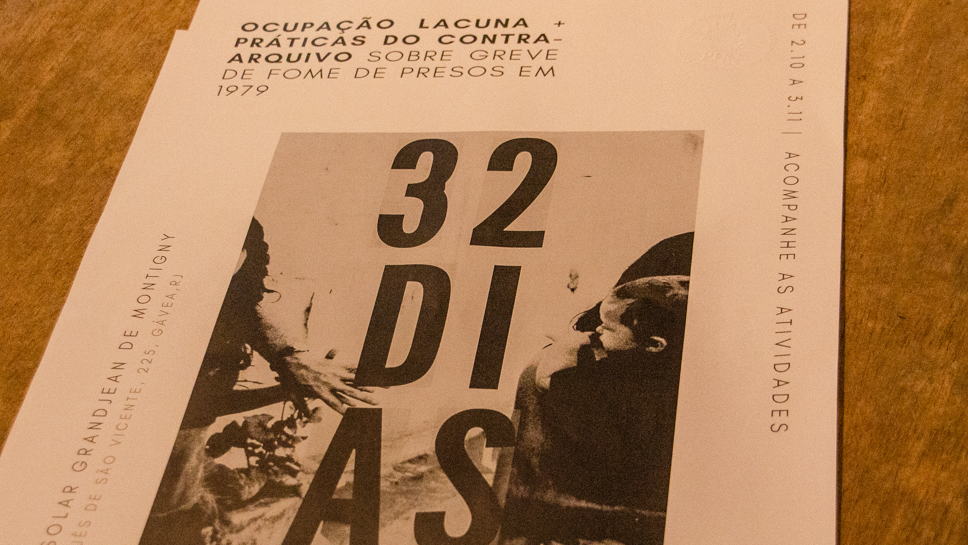 OCUPAÇÃO LACUNA +
PRÁTICAS DO CONTRA-
ARQUIVO SOBRE GREVE
DE FOME DE PRESOS EM
1979
32
DI
AS
DE 2.10 A 3.11 | ACOMPANHE AS ATIVIDADES
SOLAR GRANDJEAN DE MONTIGNY
DE SÃO VICENTE, 225, GÁVEA, RJ